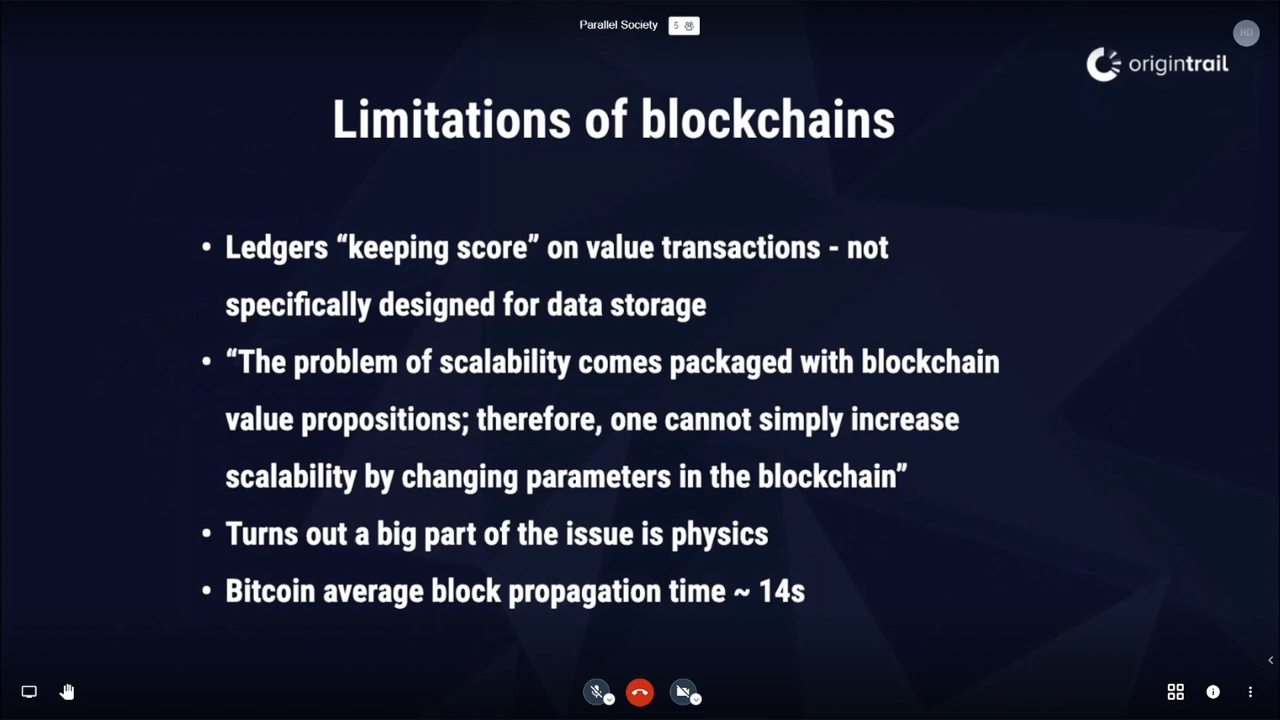 Parallel Society 5
HD
origintrail
Limitations of blockchains
• Ledgers “keeping score” on value transactions - not
specifically designed for data storage
• “The problem of scalability comes packaged with blockchain
value propositions; therefore, one cannot simply increase
scalability by changing parameters in the blockchain”
• Turns out a big part of the issue is physics
• Bitcoin average block propagation time ~ 14s